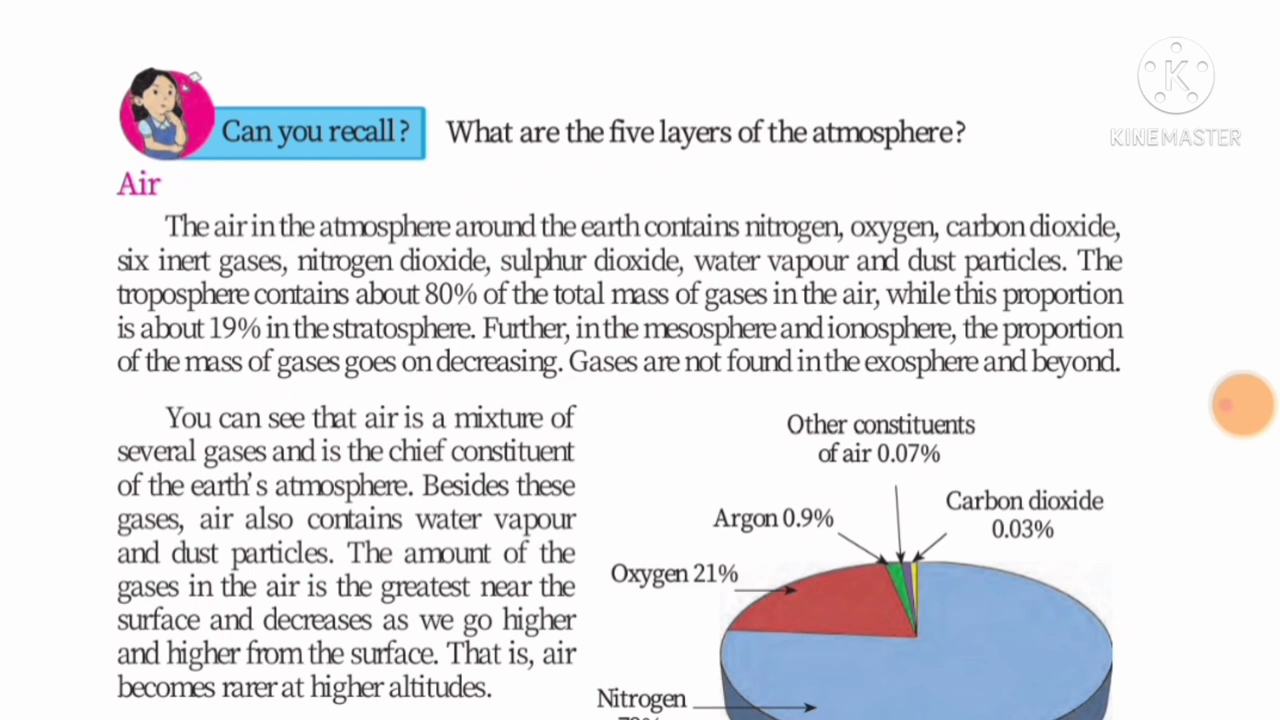 Can you recall? What are the five layers of the atmosphere?
KINEMASTER
Air
The air in the atmosphere around the earth contains nitrogen, oxygen, carbon dioxide,
six inert gases, nitrogen dioxide, sulphur dioxide, water vapour and dust particles. The
troposphere contains about 80% of the total mass of gases in the air, while this proportion
is about 19% in the stratosphere. Further, in the mesosphere and ionosphere, the proportion
of the mass of gases goes on decreasing. Gases are not found in the exosphere and beyond.
You can see that air is a mixture of
several gases and is the chief constituent
of the earth's atmosphere. Besides these
gases, air also contains water vapour
and dust particles. The amount of the
gases in the air is the greatest near the
surface and decreases as we go higher
and higher from the surface. That is, air
becomes rarer at higher altitudes.
Other constituents
of air 0.07%
Carbon dioxide
0.03%
Argon 0.9%
Oxygen 21%
Nitrogen